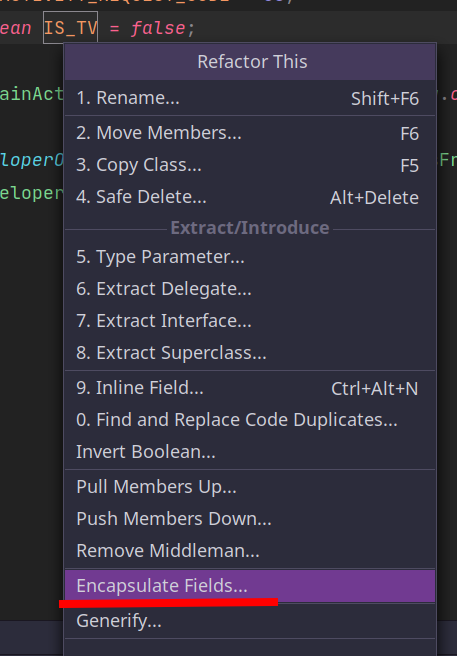 ean IS_TV = false;
Refactor This
1. Rename... Shift+F6
2. Move Members... F6
3. Copy Class... F5
4. Safe Delete... Alt+Delete
Extract/Introduce
5. Type Parameter...
6. Extract Delegate...
7. Extract Interface...
8. Extract Superclass...
9. Inline Field... Ctrl+Alt+N
0. Find and Replace Code Duplicates...
Invert Boolean...
Pull Members Up...
Push Members Down...
Remove Middleman...
Encapsulate Fields...
Generify...
ainAct
loperO
eloper